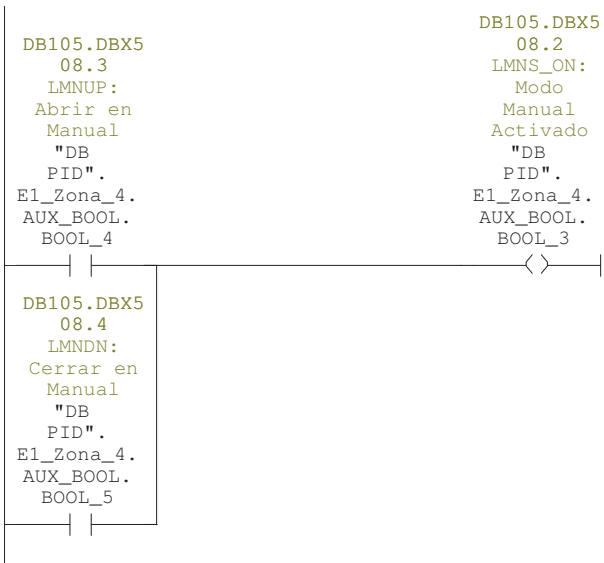 DB105.DBX5
08.3
LMNUP:
Abrir en
Manual
"DB
PID".
E1_Zona_4.
AUX_BOOL.
BOOL_4
DB105.DBX5
08.2
LMNS_ON:
Modo
Manual
Activado
"DB
PID".
E1_Zona_4.
AUX_BOOL.
BOOL_3
DB105.DBX5
08.4
LMNDN:
Cerrar en
Manual
"DB
PID".
E1_Zona_4.
AUX_BOOL.
BOOL_5